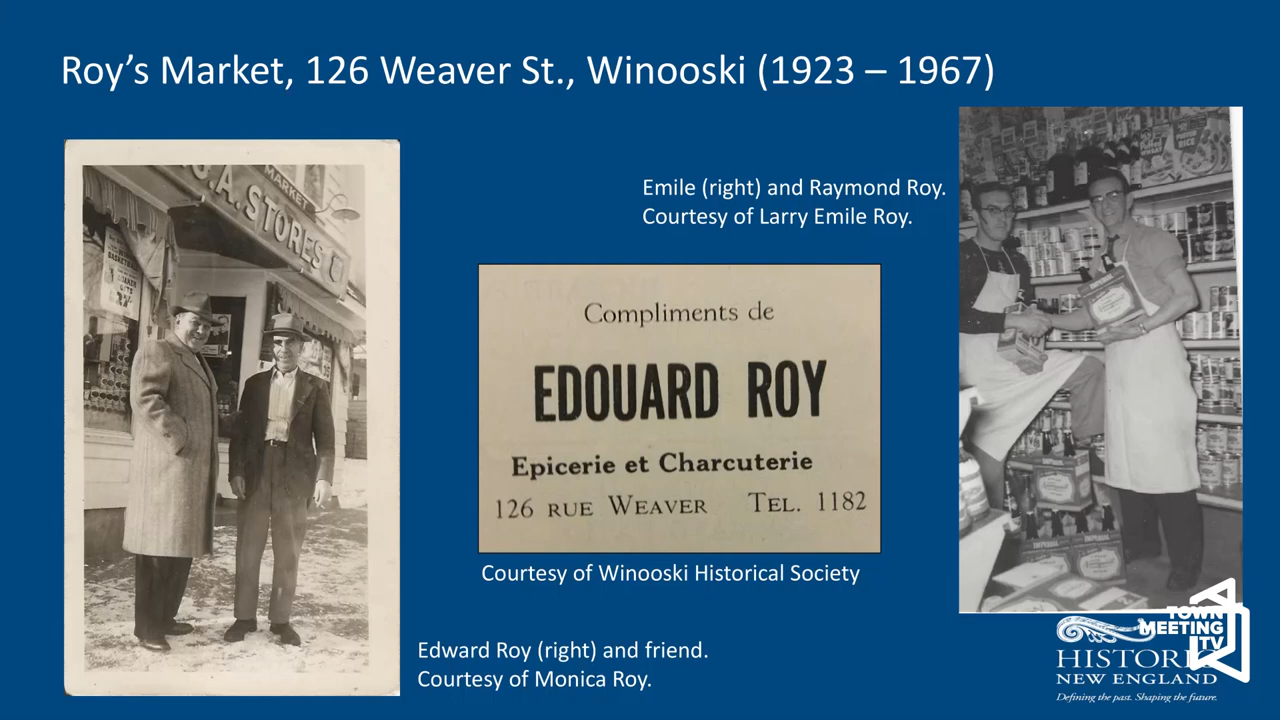 Roy’s Market, 126 Weaver St., Winooski (1923 – 1967)
.A. STORES
MARKET
Emile (right) and Raymond Roy.
Courtesy of Larry Emile Roy.
Compliments de
EDOUARD ROY
Epicerie et Charcuterie
126 RUE WEAVER TEL. 1182
Courtesy of Winooski Historical Society
Edward Roy (right) and friend.
Courtesy of Monica Roy.
TOWN
MEETING
TV
HISTORI
NEW ENGLAND
Defining the past. Shaping the future.